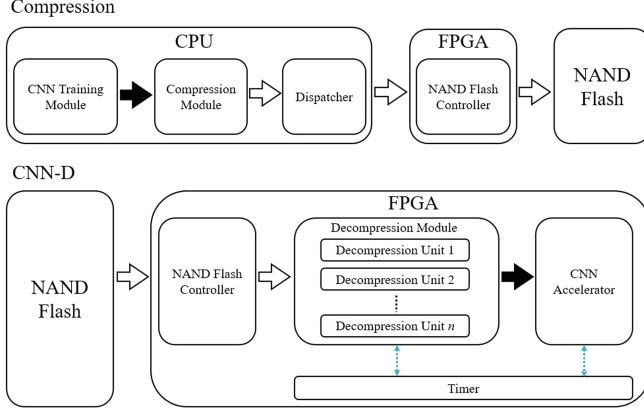 Compression
CPU
FPGA
CNN Training
Module
Compression
Module
Dispatcher
NAND Flash
Controller
NAND
Flash
CNN-D
FPGA
NAND
Flash
NAND Flash
Controller
Decompression Module
Decompression Unit 1
Decompression Unit 2
Decompression Unit n
CNN
Accelerator
Timer